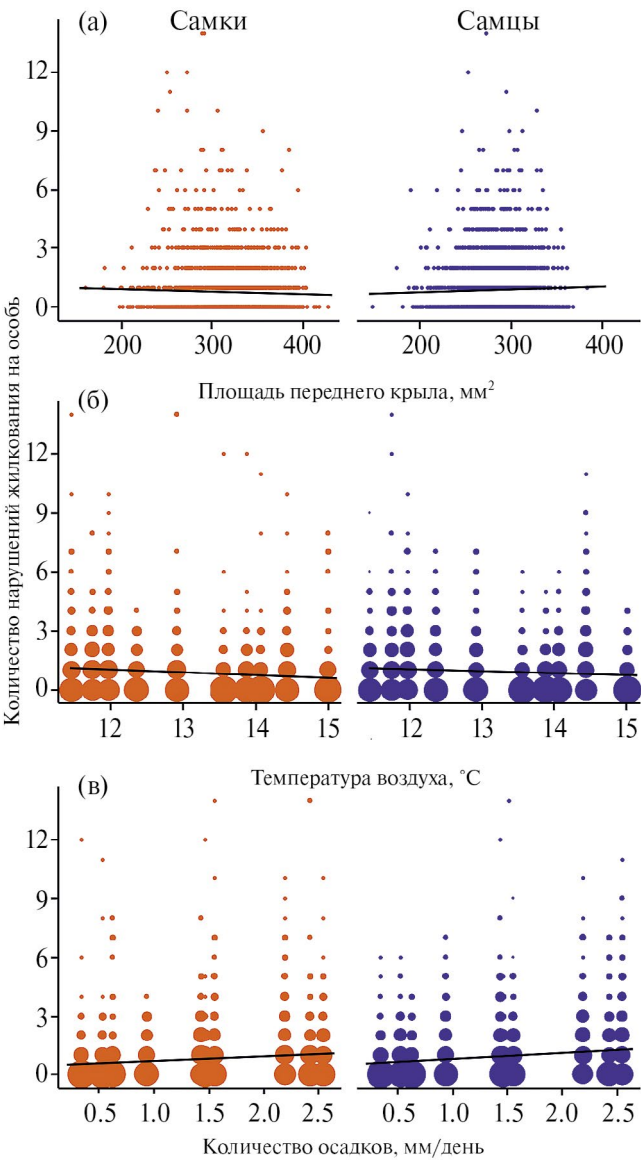 (а) Самки Самцы
12
9
6
3
0
200 300 400 200 300 400
Площадь переднего крыла, мм²
(б)
12
9
6
3
0
12 13 14 15 12 13 14 15
Температура воздуха, °C
(в)
12
9
6
3
0
0.5 1.0 1.5 2.0 2.5 0.5 1.0 1.5 2.0 2.5
Количество осадков, мм/день
Количество нарушений жилкования на особь